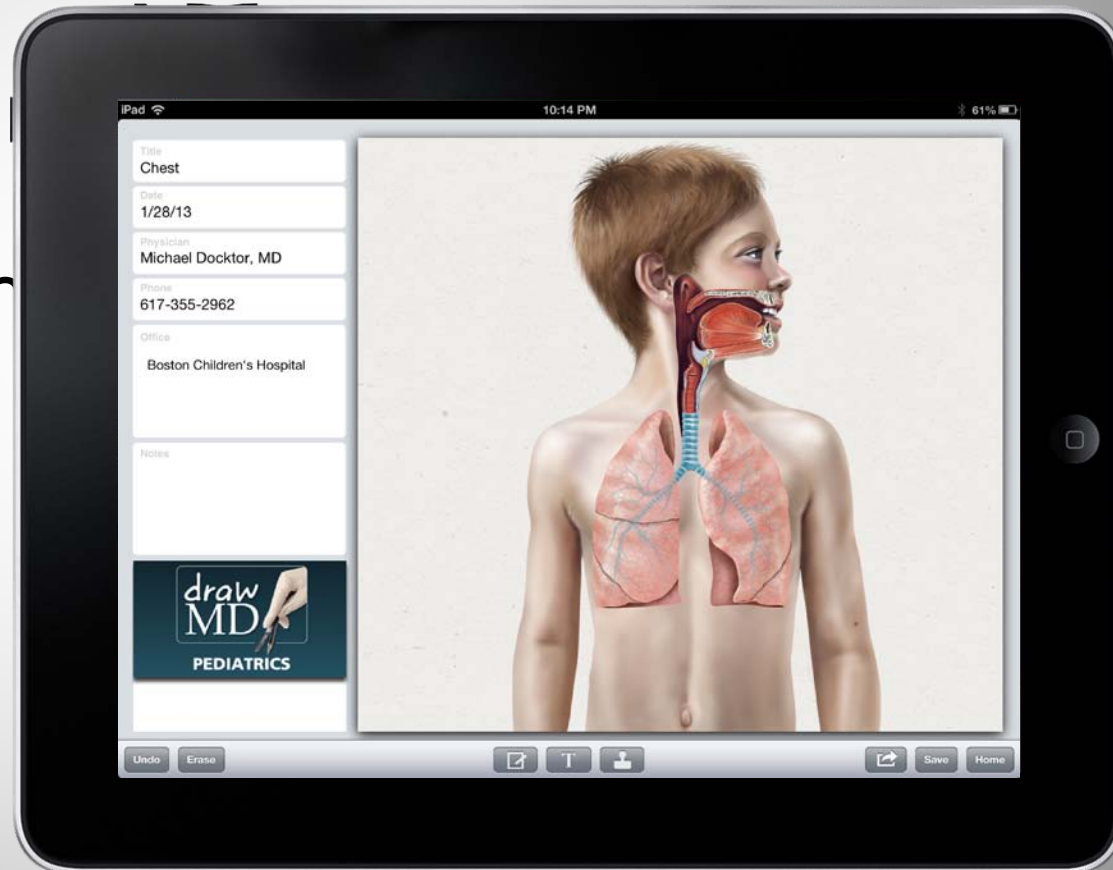 iPad
10:14 PM
61%
Title
Chest
Date
1/28/13
Physician
Michael Docktor, MD
Phone
617-355-2962
Office
Boston Children's Hospital
Notes
draw
MD
PEDIATRICS
Undo
Erase
T
Save
Home